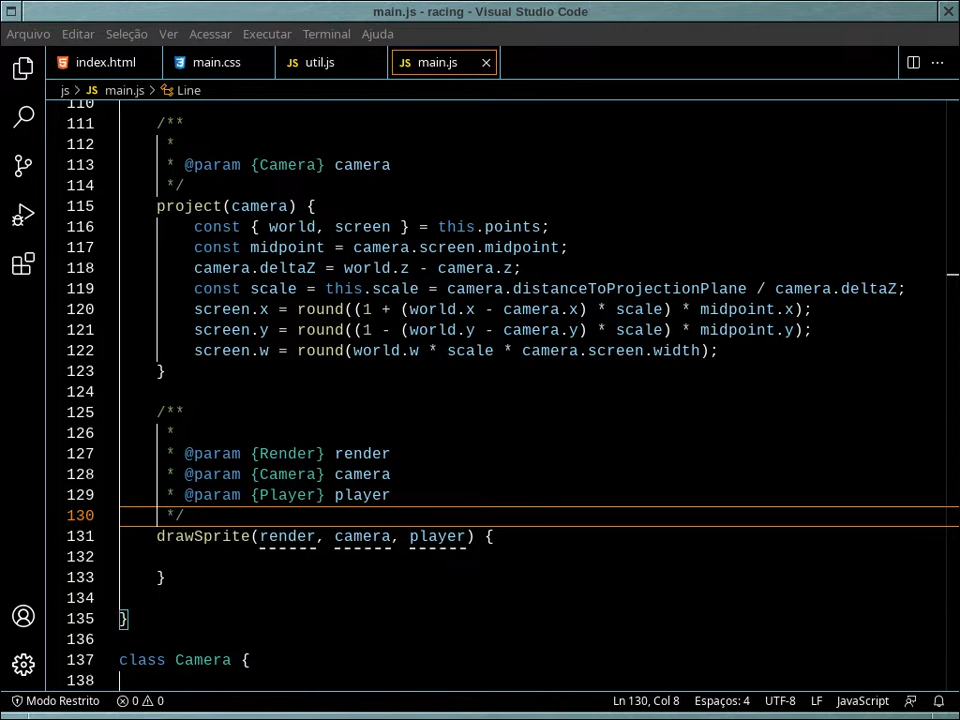 main.js - racing - Visual Studio Code
Arquivo Editar Seleção Ver Acessar Executar Terminal Ajuda
index.html main.css JS util.js JS main.js
js > JS main.js > Line
110
111 /**
112 *
113 * @param {Camera} camera
114 */
115 project(camera) {
116 const { world, screen } = this.points;
117 const midpoint = camera.screen.midpoint;
118 camera.deltaZ = world.z - camera.z;
119 const scale = this.scale = camera.distanceToProjectionPlane / camera.deltaZ;
120 screen.x = round((1 + (world.x - camera.x) * scale) * midpoint.x);
121 screen.y = round((1 - (world.y - camera.y) * scale) * midpoint.y);
122 screen.w = round(world.w * scale * camera.screen.width);
123 }
124
125 /**
126 *
127 * @param {Render} render
128 * @param {Camera} camera
129 * @param {Player} player
130 */
131 drawSprite(render, camera, player) {
132
133 }
134
135 }
136
137 class Camera {
138
Modo Restrito 0 0 Ln 130, Col 8 Espaços: 4 UTF-8 LF JavaScript